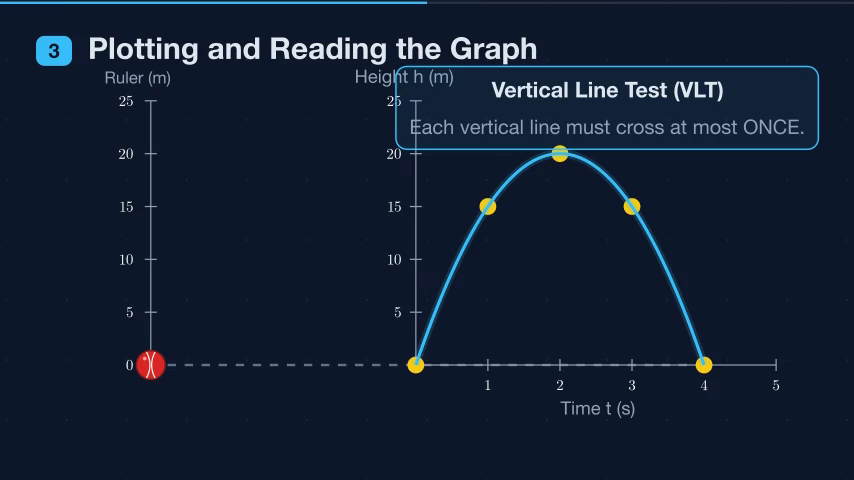 3 Plotting and Reading the Graph
Ruler (m)
25
20
15
10
5
0
Height h (m)
25
20
15
10
5
Vertical Line Test (VLT)
Each vertical line must cross at most ONCE.
1 2 3 4 5
Time t (s)